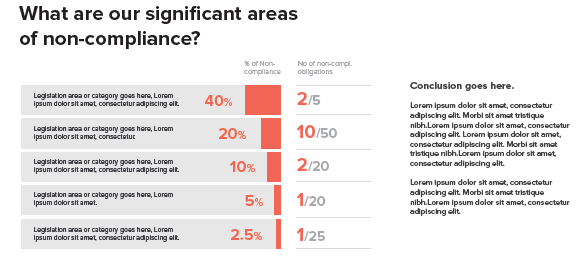 What are our significant areas
of non-compliance?
% of Non-
compliance
No of non-compl.
obligations
Legislation area or category goes here, Lorem
ipsum dolor sit amet, consectetur adipiscing elit.
40%
2/5
Legislation area or category goes here, Lorem
ipsum dolor sit amet, consectetur.
20%
10/50
Legislation area or category goes here, Lorem
ipsum dolor sit amet, consectetur adipiscing elit.
10%
2/20
Legislation area or category goes here, Lorem
ipsum dolor sit amet.
5%
1/20
Legislation area or category goes here, Lorem
ipsum dolor sit amet, consectetur adipiscing elit.
2.5%
1/25
Conclusion goes here.
Lorem ipsum dolor sit amet, consectetur
adipiscing elit. Morbi sit amet tristique
nibh.Lorem ipsum dolor sit amet, consectetur
adipiscing elit. Lorem ipsum dolor sit amet,
consectetur adipiscing elit. Morbi sit amet
tristique nibh.Lorem ipsum dolor sit amet,
consectetur adipiscing elit.
Lorem ipsum dolor sit amet, consectetur
adipiscing elit. Morbi sit amet tristique
nibh.Lorem ipsum dolor sit amet, consectetur
adipiscing elit.